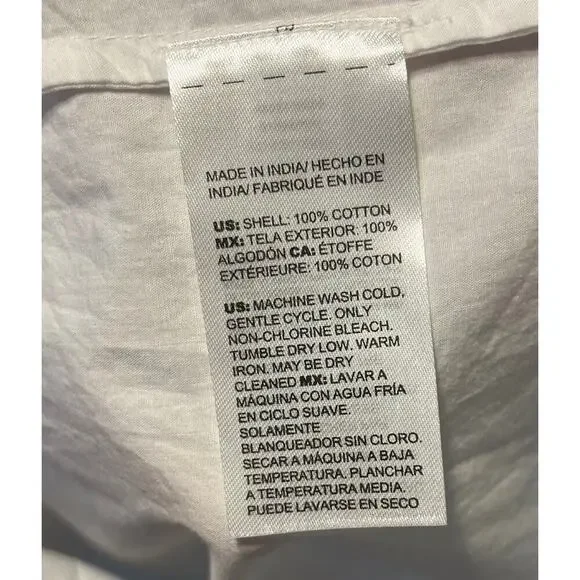 MADE IN INDIA/ HECHO EN
INDIA/ FABRIQUÉ EN INDE
US: SHELL: 100% COTTON
MX: TELA EXTERIOR: 100%
ALGODÓN CA: ÉTOFFE
EXTÉRIEURE: 100% COTON
US: MACHINE WASH COLD,
GENTLE CYCLE. ONLY
NON-CHLORINE BLEACH.
TUMBLE DRY LOW. WARM
IRON. MAY BE DRY
CLEANED MX: LAVAR A
MÁQUINA CON AGUA FRÍA
EN CICLO SUAVE.
SOLAMENTE
BLANQUEADOR SIN CLORO.
SECAR A MÁQUINA A BAJA
TEMPERATURA. PLANCHAR
A TEMPERATURA MEDIA.
PUEDE LAVARSE EN SECO